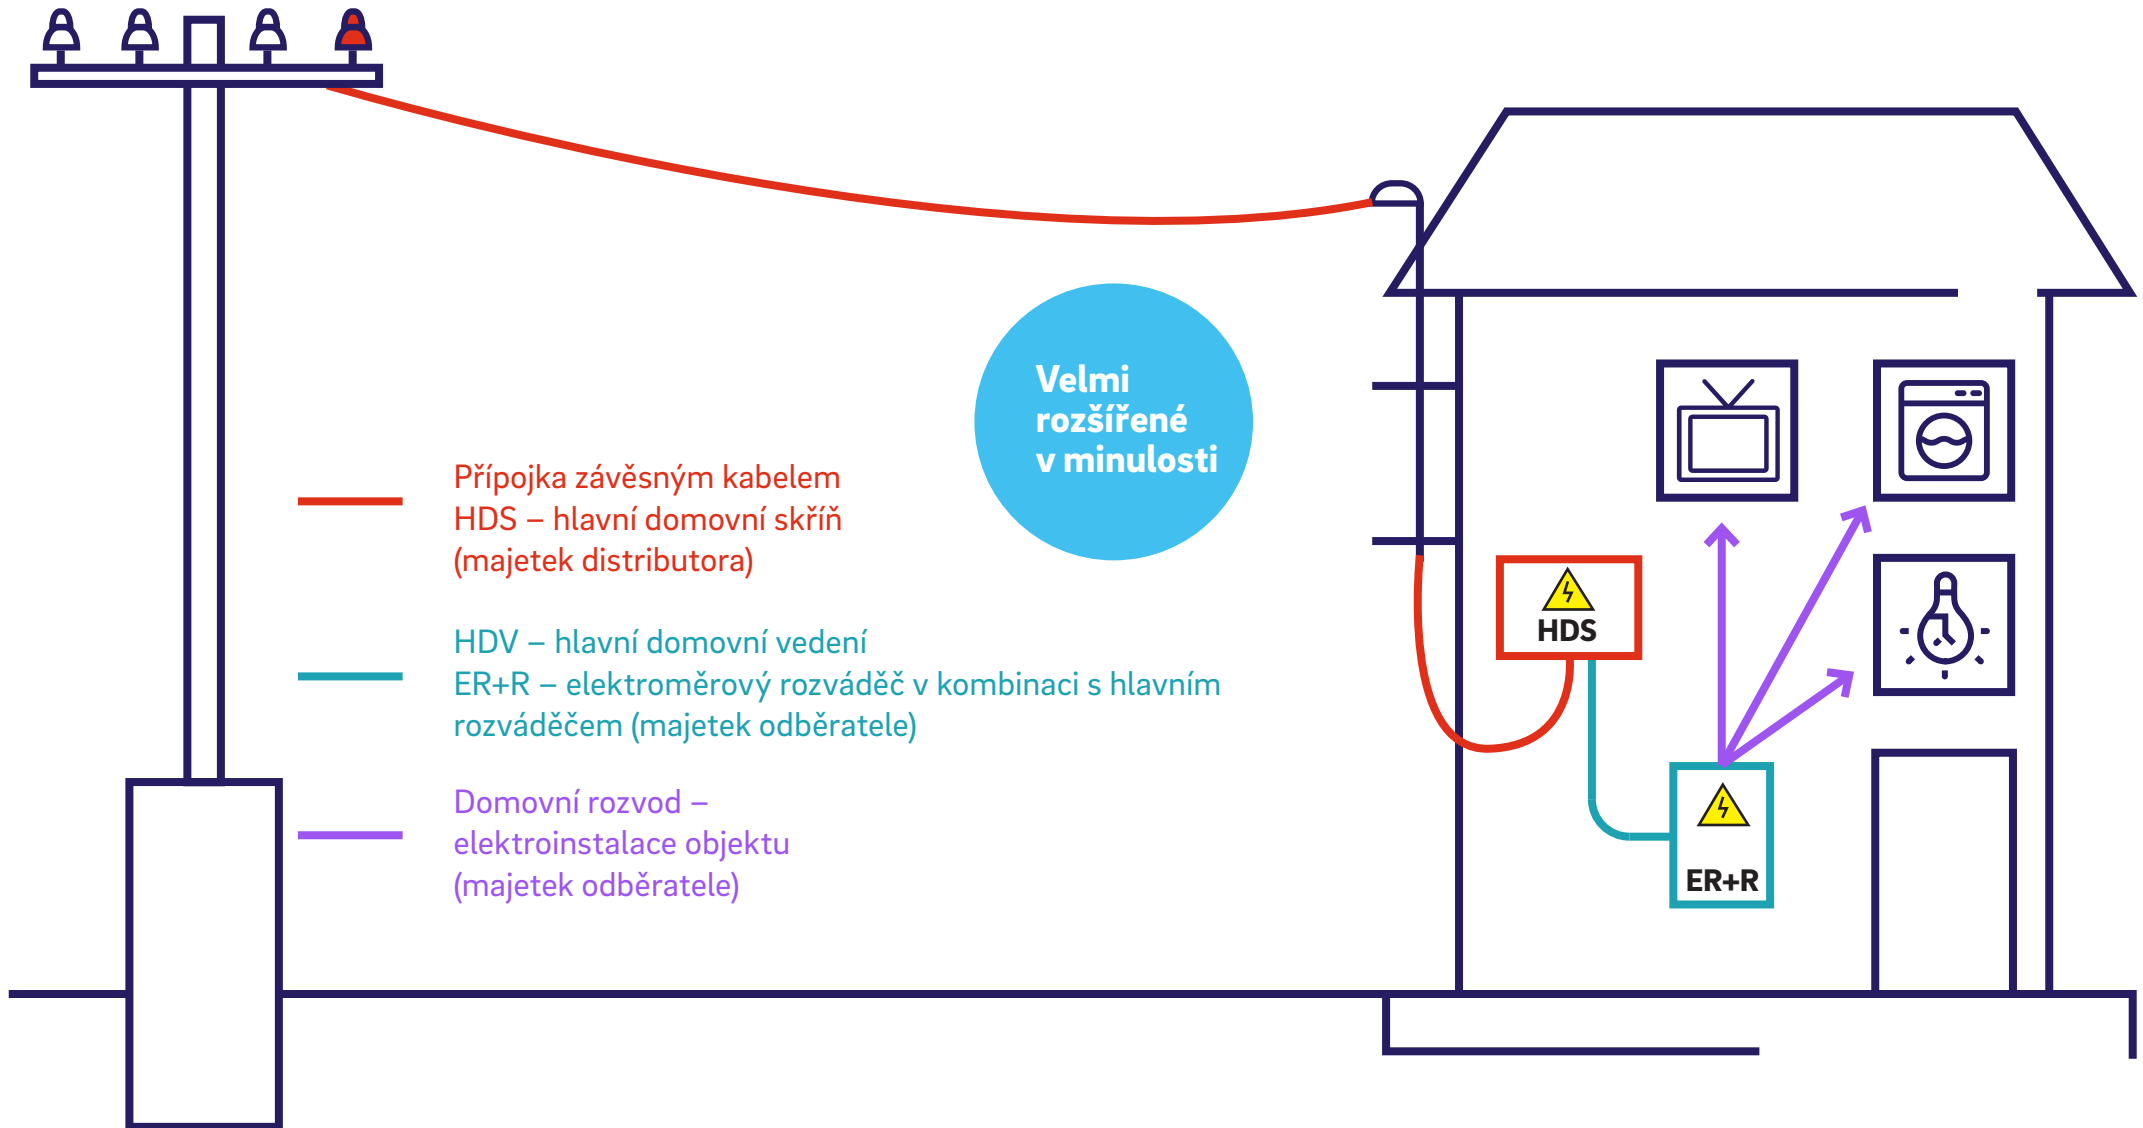 Velmi
rozšířené
v minulosti
Přípojka závěsným kabelem
HDS – hlavní domovní skříň
(majetek distributora)
HDV – hlavní domovní vedení
ER+R – elektroměrový rozváděč v kombinaci s hlavním
rozváděčem (majetek odběratele)
Domovní rozvod –
elektroinstalace objektu
(majetek odběratele)
HDS
ER+R